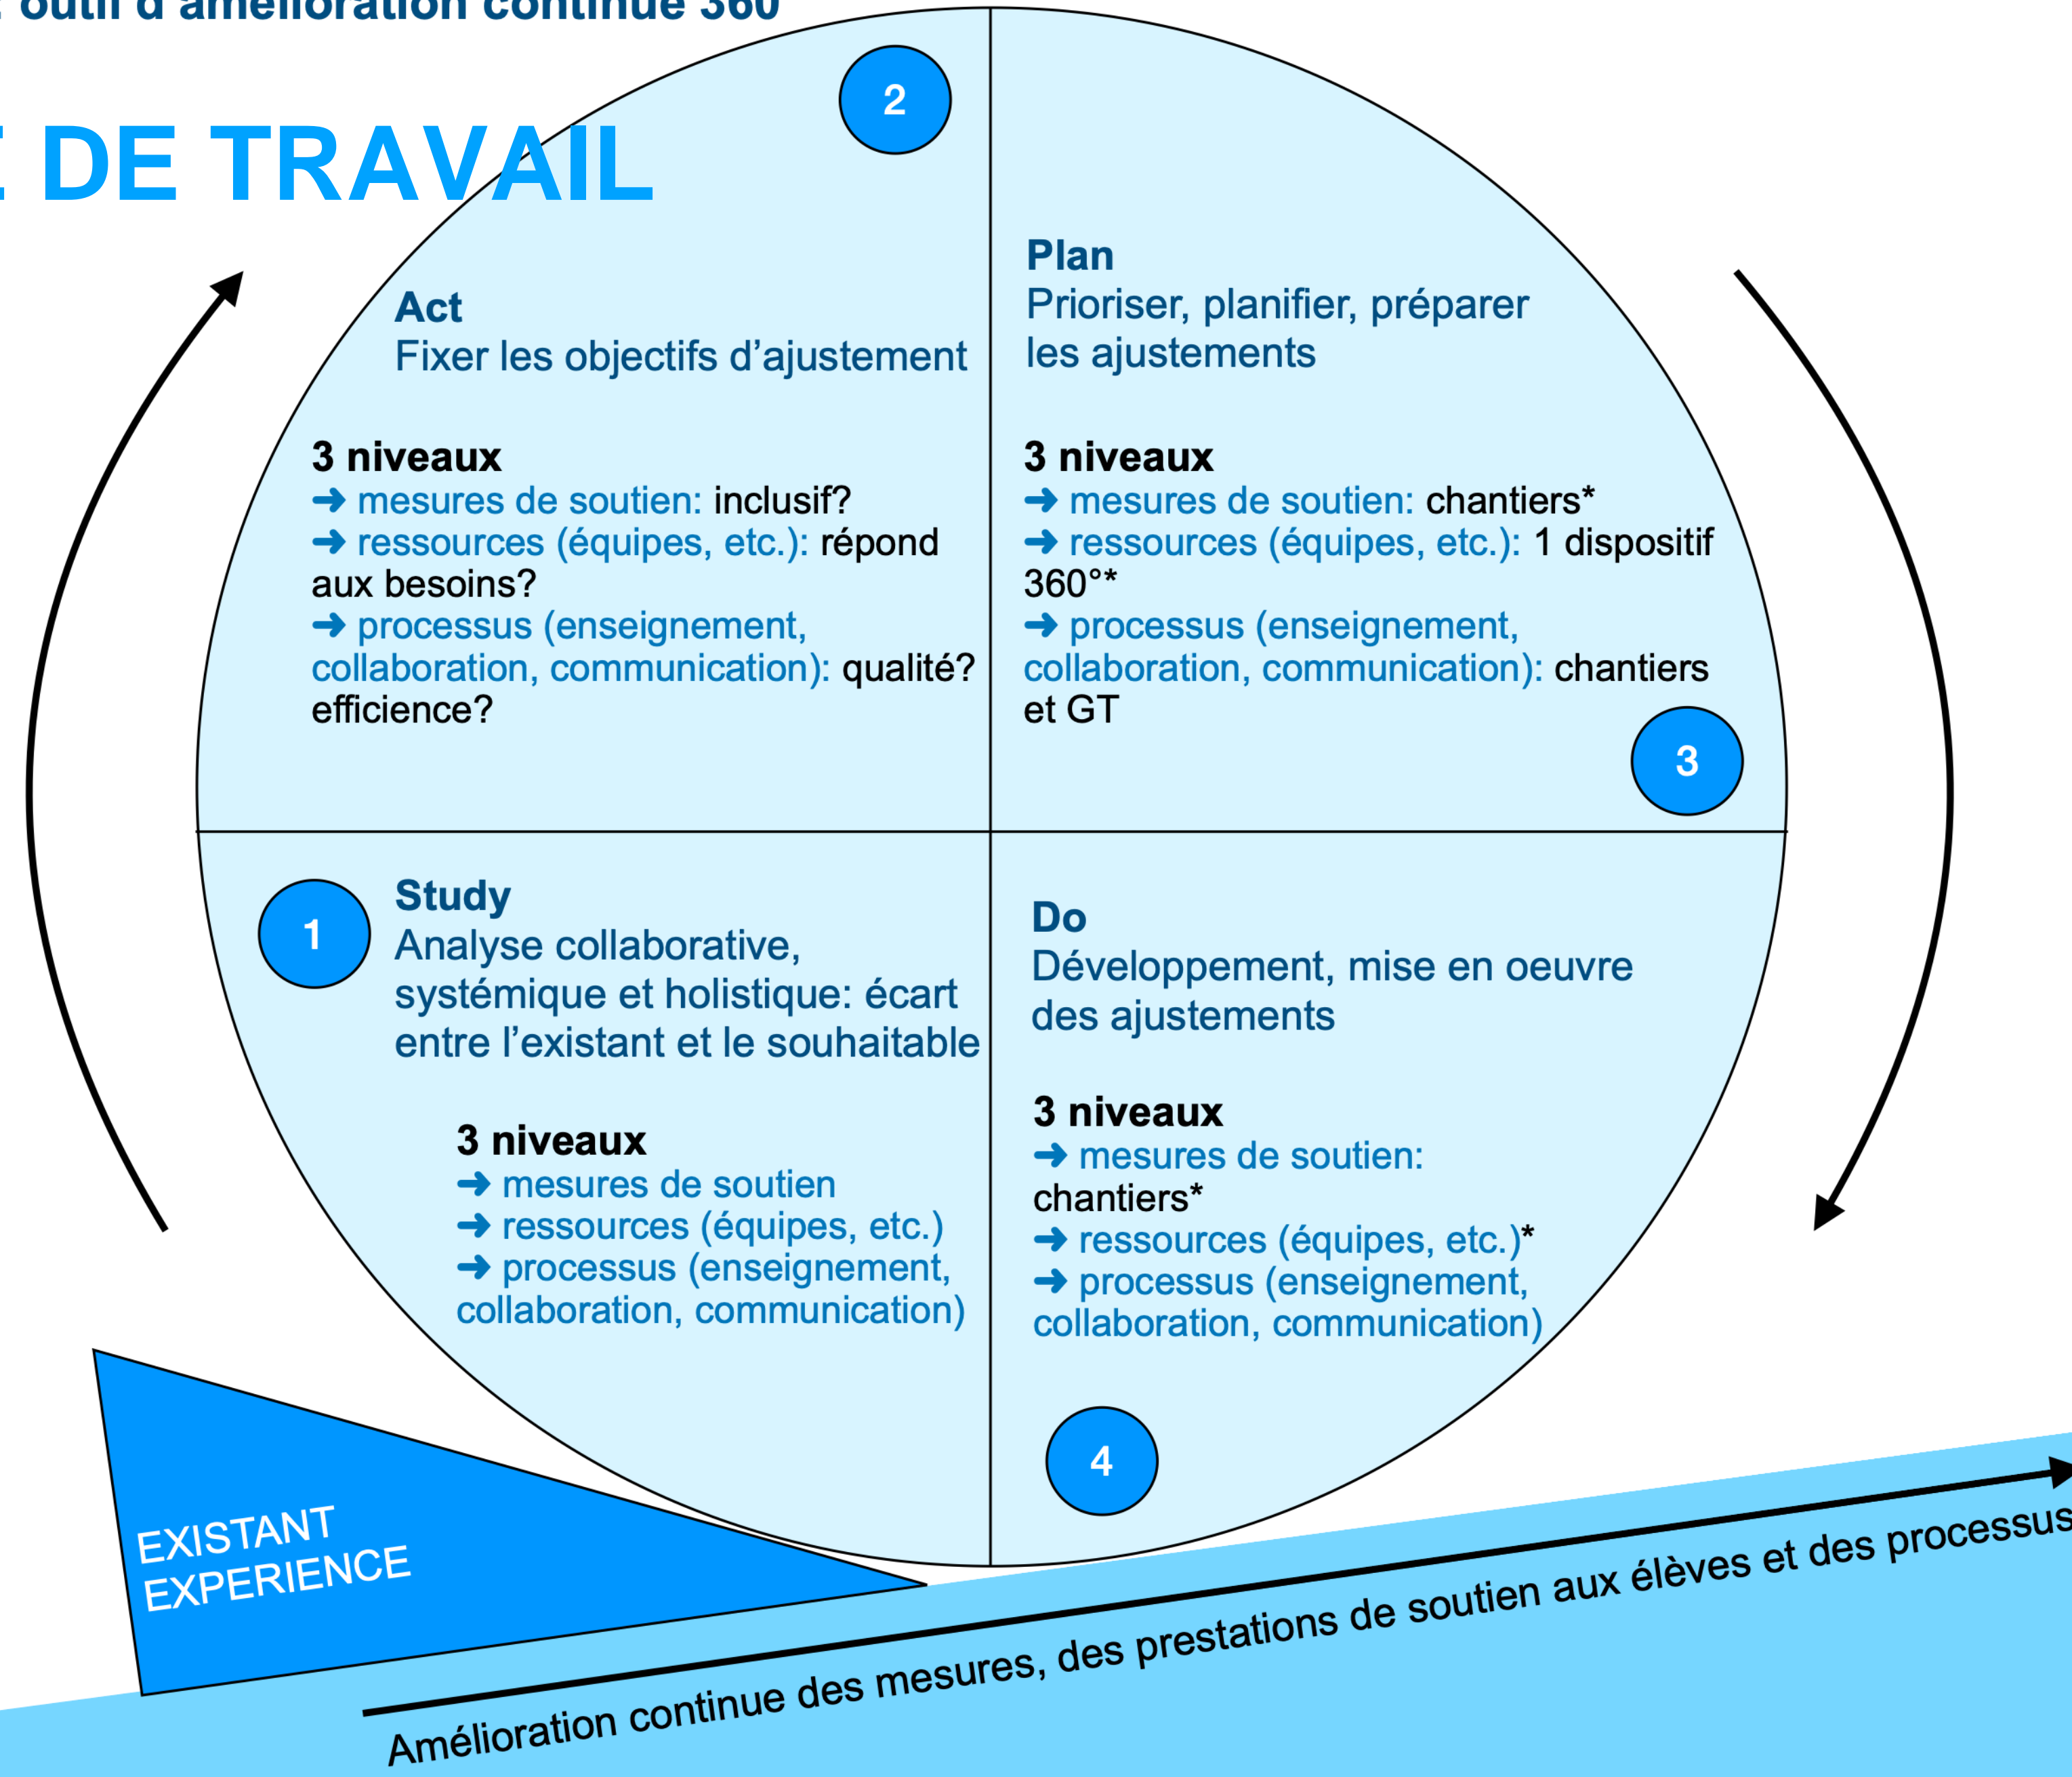 outil d'amélioration continue 360
DE TRAVAIL
2
Act
Fixer les objectifs d'ajustement
3 niveaux
➜ mesures de soutien: inclusif?
➜ ressources (équipes, etc.): répond
aux besoins?
➜ processus (enseignement,
collaboration, communication): qualité?
efficience?
Plan
Prioriser, planifier, préparer
les ajustements
3 niveaux
➜ mesures de soutien: chantiers*
➜ ressources (équipes, etc.): 1 dispositif
360°*
➜ processus (enseignement,
collaboration, communication): chantiers
et GT
3
1
Study
Analyse collaborative,
systémique et holistique: écart
entre l'existant et le souhaitable
3 niveaux
➜ mesures de soutien
➜ ressources (équipes, etc.)
➜ processus (enseignement,
collaboration, communication)
Do
Développement, mise en oeuvre
des ajustements
3 niveaux
➜ mesures de soutien:
chantiers*
➜ ressources (équipes, etc.)*
➜ processus (enseignement,
collaboration, communication)
4
EXISTANT
EXPERIENCE
Amélioration continue des mesures, des prestations de soutien aux élèves et des processus